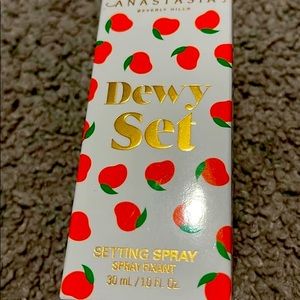 ANASTASIA
BEVERLY HILLS
Dewy
Set
SETTING SPRAY
SPRAY FIXANT
30 mL / 1.0 FL. Oz.